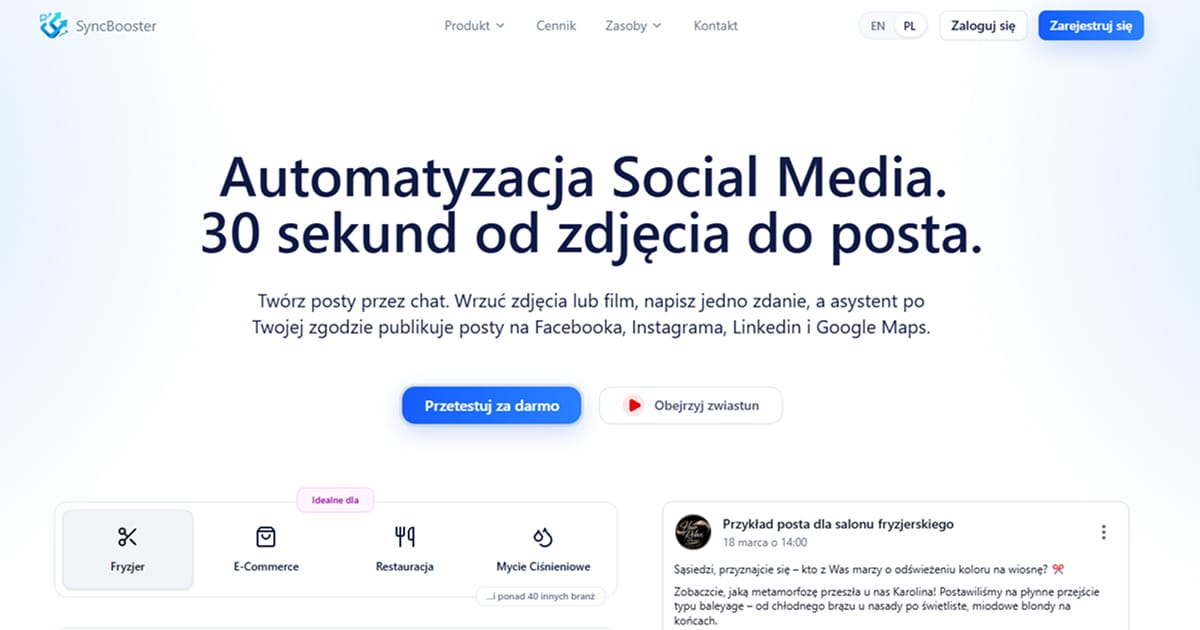 SyncBooster
Produkt
Cennik
Zasoby
Kontakt
EN
PL
Zaloguj się
Zarejestruj się
Automatyzacja Social Media.
30 sekund od zdjęcia do posta.
Twórz posty przez chat. Wrzuć zdjęcia lub film, napisz jedno zdanie, a asystent po
Twojej zgodzie publikuje posty na Facebooka, Instagrama, Linkedin i Google Maps.
Przetestuj za darmo
Obejrzyj zwiastun
Idealne dla
Fryzjer
E-Commerce
Restauracja
Mycie Ciśnieniowe
...i ponad 40 innych branż
Przykład posta dla salonu fryzjerskiego
18 marca o 14:00
Sąsiedzi, przyznajcie się – kto z Was marzy o odświeżeniu koloru na wiosnę? 🎀
Zobaczcie, jaką metamorfozę przeszła u nas Karolina! Postawiliśmy na płynne przejście
typu baleyage – od chłodnego brązu u nasady po świetliste, miodowe blondy na
końcach.